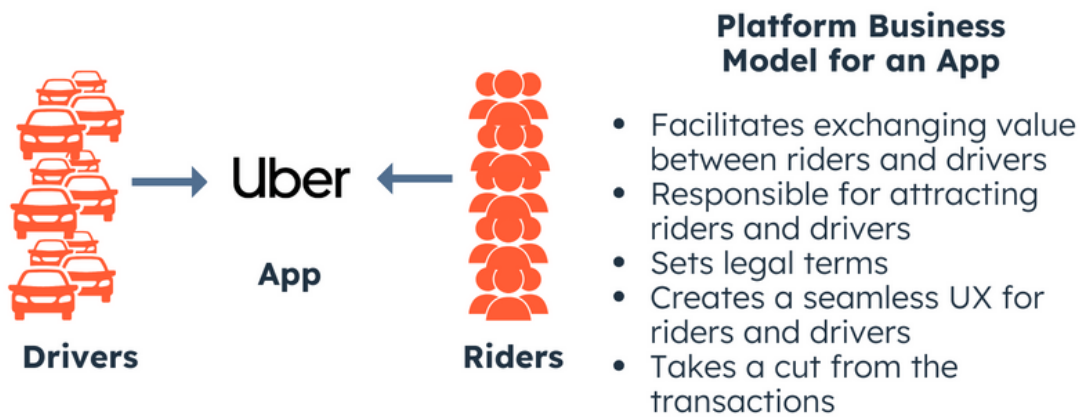 Platform Business
Model for an App
Uber
App
Drivers
Riders
• Facilitates exchanging value
between riders and drivers
• Responsible for attracting
riders and drivers
• Sets legal terms
• Creates a seamless UX for
riders and drivers
• Takes a cut from the
transactions